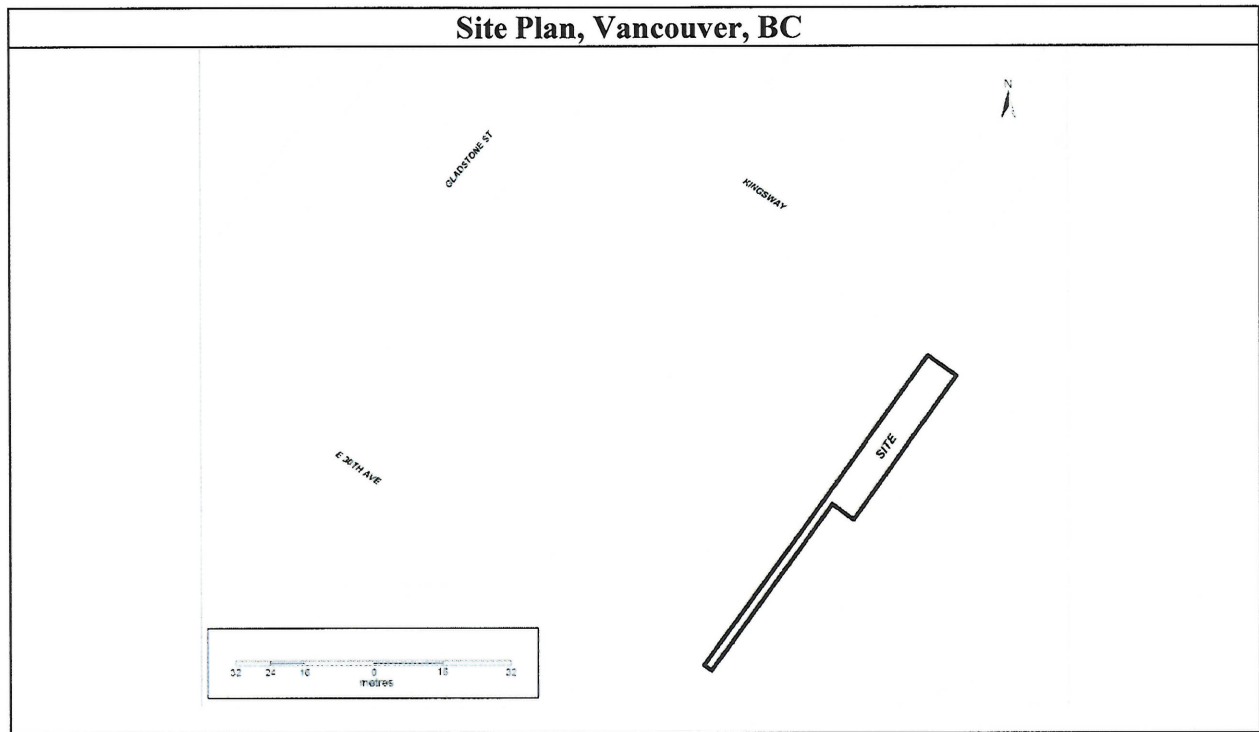 Site Plan, Vancouver, BC
N
GLADSTONE ST
KINGSWAY
SITE
E 30TH AVE
32 24 16 0 16 32
metres